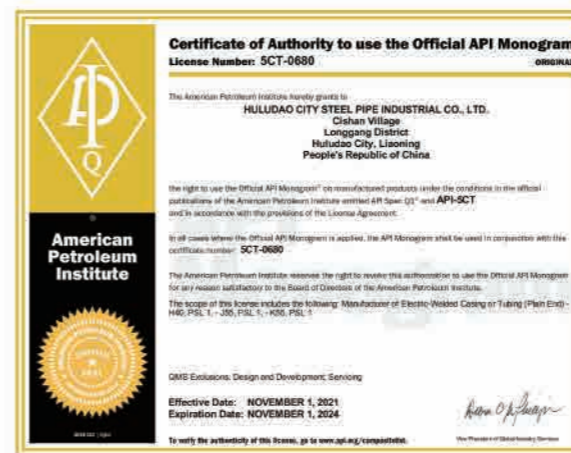 APIQ
American
Petroleum
Institute
Certificate of Authority to use the Official API Monogram
License Number: 5CT-0680
ORIGINAL
The American Petroleum Institute hereby grants to
HULUDAO CITY STEEL PIPE INDUSTRIAL CO., LTD.
Cishan Village
Longgang District
Huludao City, Liaoning
People's Republic of China
the right to use the Official API Monogram® on manufactured products under the conditions in the official
publications of the American Petroleum Institute entitled API Spec Q1® and API-5CT
and in accordance with the provisions of the License Agreement.
In all cases where the Official API Monogram is applied, the API Monogram shall be used in conjunction with this
certificate number: 5CT-0680
The American Petroleum Institute reserves the right to revoke this authorization to use the Official API Monogram
for any reason satisfactory to the Board of Directors of the American Petroleum Institute.
The scope of this license includes the following: Manufacturer of Electric-Welded Casing or Tubing (Plain End) -
H40, PSL 1, - J55, PSL 1, - K55, PSL 1
QMS Exclusions: Design and Development; Servicing
Effective Date: NOVEMBER 1, 2021
Expiration Date: NOVEMBER 1, 2024
To verify the authenticity of this license, go to www.api.org/compositelist.
Vice President of Global Industry Services